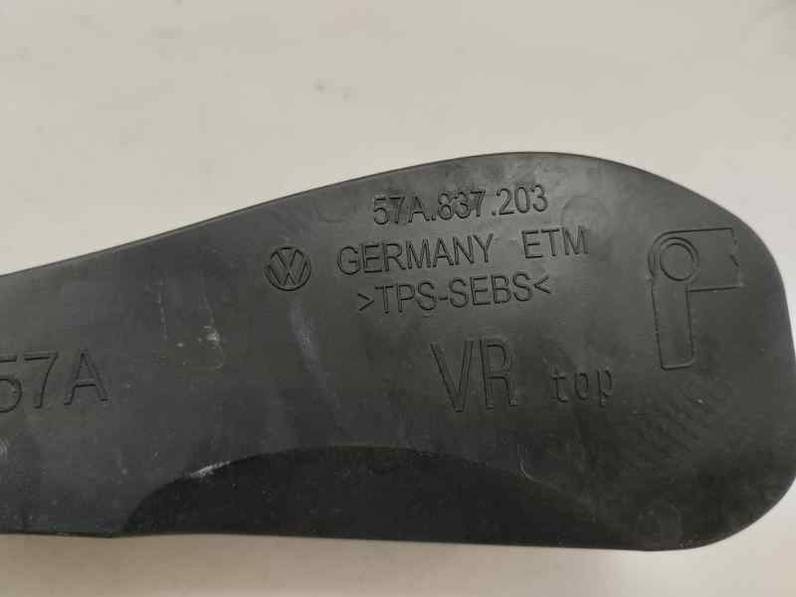 57A.837.203
GERMANY ETM
>TPS-SEBS<
57A
VR top